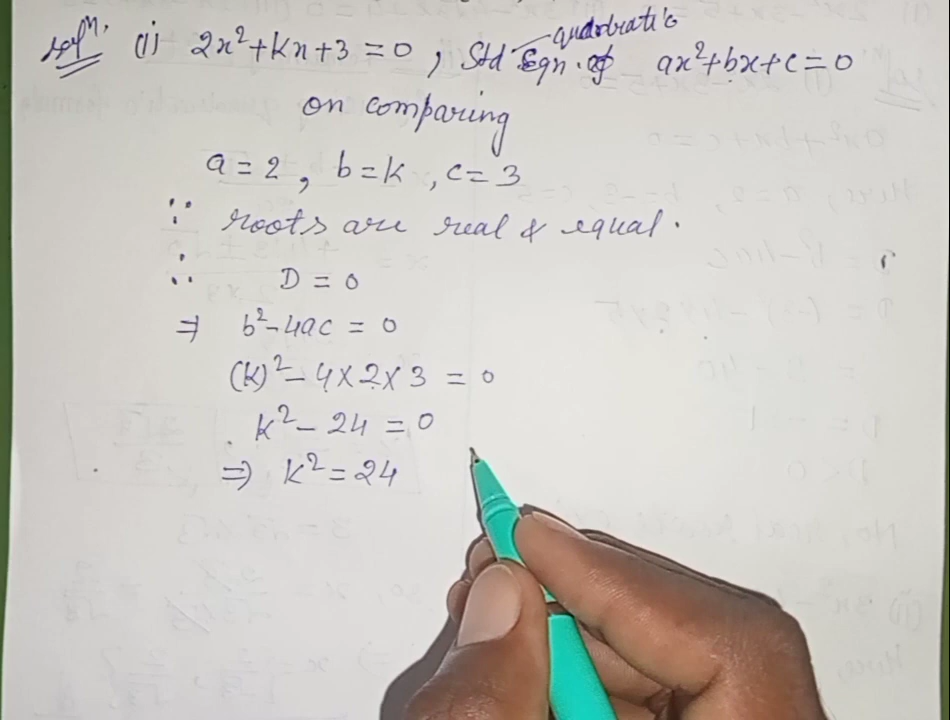 Solⁿ. (i) 2x²+kx+3=0, Std Eqn. of quadratic ax²+bx+c=0
on comparing
a=2, b=k, c=3
∵ roots are real & equal.
∴ D=0
⇒ b²-4ac = 0
(k)²-4×2×3 = 0
k²-24 = 0
⇒ k²=24